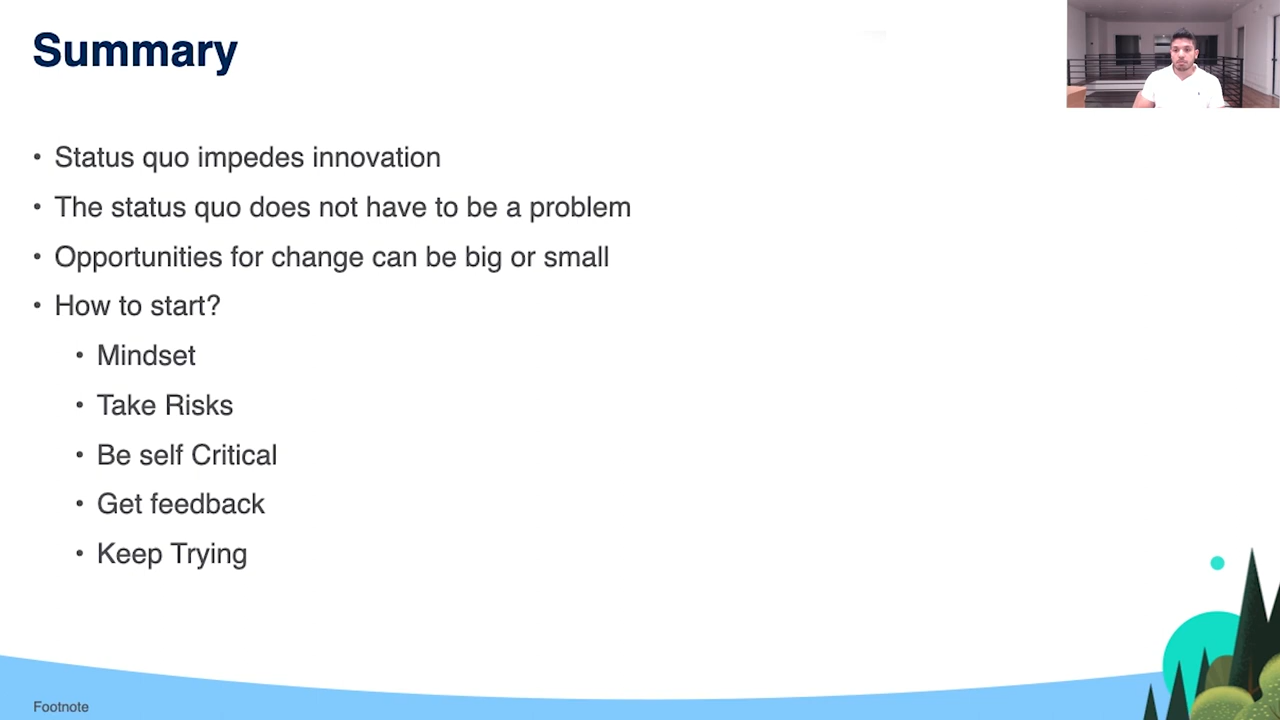 Summary
• Status quo impedes innovation
• The status quo does not have to be a problem
• Opportunities for change can be big or small
• How to start?
• Mindset
• Take Risks
• Be self Critical
• Get feedback
• Keep Trying
Footnote